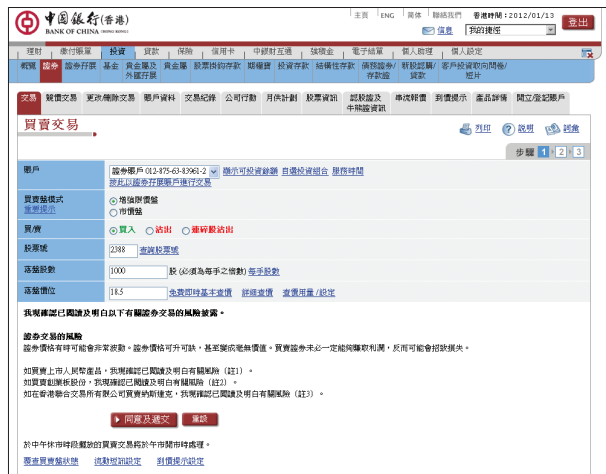 主頁 ENG 简体 聯絡我們 香港時間:2012/01/13
中國銀行(香港)
BANK OF CHINA (HONG KONG)
登出
信息 我的捷徑
理財 繳付賬單 投資 貸款 保險 信用卡 中銀財互通 強積金 電子結單 個人助理 個人設定
概覽 證券 證券孖展 基金 貴金屬及外匯孖展 貴金屬 股票掛鈎存款 期權寶 投資存款 結構性存款 債務證券/存款證 新股認購/貸款 客戶投資取向問卷/短片
交易 競價交易 更改/刪除交易 賬戶資料 交易紀錄 公司行動 月供計劃 股票資訊 認股證及牛熊證資訊 串流報價 到價提示 產品詳情 開立/登記賬戶
買賣交易
列印 說明 詞彙
步驟 1 2 3
賬戶 證券賬戶 012-875-63-83961-2 顯示可投資餘額 自選投資組合 服務時間
按此以證券孖展賬戶進行交易
買賣盤模式 增強限價盤
重要提示 市價盤
買/賣 買入 沽出 碎股沽出
股票號 2388 查詢股票號
落盤股數 1000 股 (必須為每手之倍數) 每手股數
落盤價位 18.5 免費即時基本查價 詳細查價 查價用量/設定
我現確認已閱讀及明白以下有關證券交易的風險披露。
證券交易的風險
證券價格有時可能會非常波動。證券價格可升可跌，甚至變成毫無價值。買賣證券未必一定能夠賺取利潤，反而可能會招致損失。
如買賣上市人民幣產品，我現確認已閱讀及明白有關風險（註1）。
如買賣創業板股份，我現確認已閱讀及明白有關風險（註2）。
如在香港聯合交易所有限公司買賣納斯達克，我現確認已閱讀及明白有關風險（註3）。
同意及遞交 重設
於中午休市時段擺放的買賣交易將於午市開市時處理。
覆查買賣盤狀態 流動短訊設定 到價提示設定